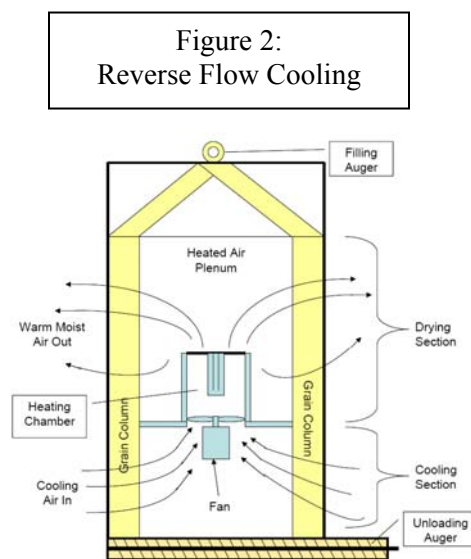 Figure 2:
Reverse Flow Cooling
Filling
Auger
Heated Air
Plenum
Warm Moist
Air Out
Drying
Section
Heating
Chamber
Grain Column
Grain Column
Cooling
Air In
Fan
Cooling
Section
Unloading
Auger